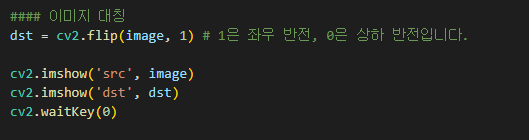 #### 이미지 대칭
dst = cv2.flip(image, 1) # 1은 좌우 반전, 0은 상하 반전입니다.
cv2.imshow('src', image)
cv2.imshow('dst', dst)
cv2.waitKey(0)